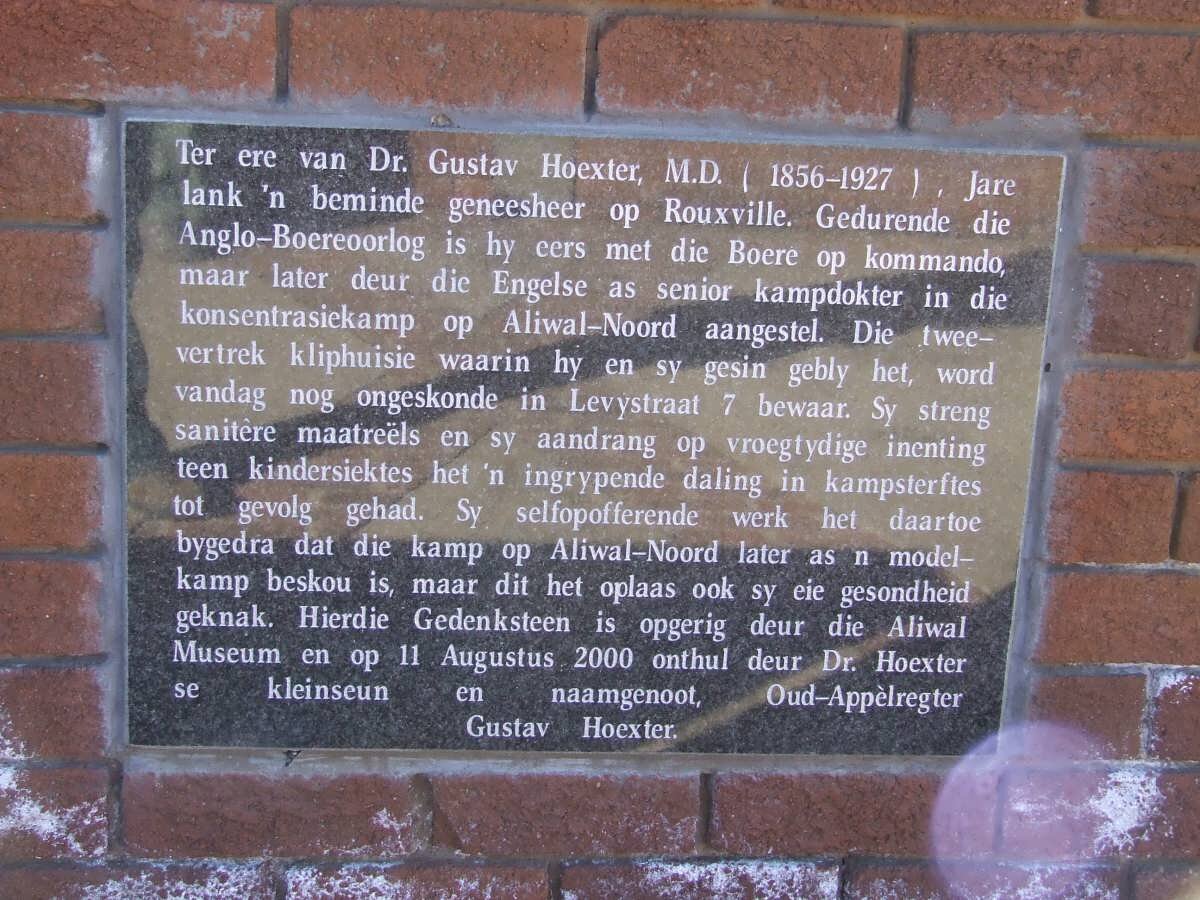 Ter ere van Dr. Gustav Hoexter, M.D. ( 1856–1927 ) , Jare
lank 'n beminde geneesheer op Rouxville. Gedurende die
Anglo–Boereoorlog is hy eers met die Boere op kommando,
maar later deur die Engelse as senior kampdokter in die
konsentrasiekamp op Aliwal–Noord aangestel. Die twee–
vertrek kliphuisie waarin hy en sy gesin gebly het, word
vandag nog ongeskonde in Levystraat 7 bewaar. Sy streng
sanitêre maatreëls en sy aandrang op vroegtydige inenting
teen kindersiektes het 'n ingrypende daling in kampsterftes
tot gevolg gehad. Sy selfopofferende werk het daartoe
bygedra dat die kamp op Aliwal–Noord later as n model–
kamp beskou is, maar dit het oplaas ook sy eie gesondheid
geknak. Hierdie Gedenksteen is opgerig deur die Aliwal
Museum en op 11 Augustus 2000 onthul deur Dr. Hoexter
se kleinseun en naamgenoot, Oud–Appèlregter
Gustav Hoexter.